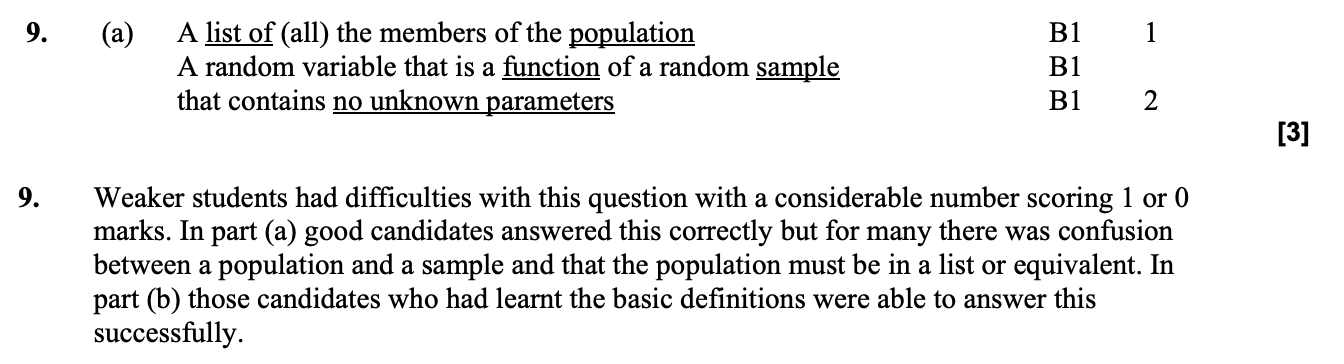 9. (a) A list of (all) the members of the population B1 1
A random variable that is a function of a random sample B1
that contains no unknown parameters B1 2
[3]
9. Weaker students had difficulties with this question with a considerable number scoring 1 or 0
marks. In part (a) good candidates answered this correctly but for many there was confusion
between a population and a sample and that the population must be in a list or equivalent. In
part (b) those candidates who had learnt the basic definitions were able to answer this
successfully.